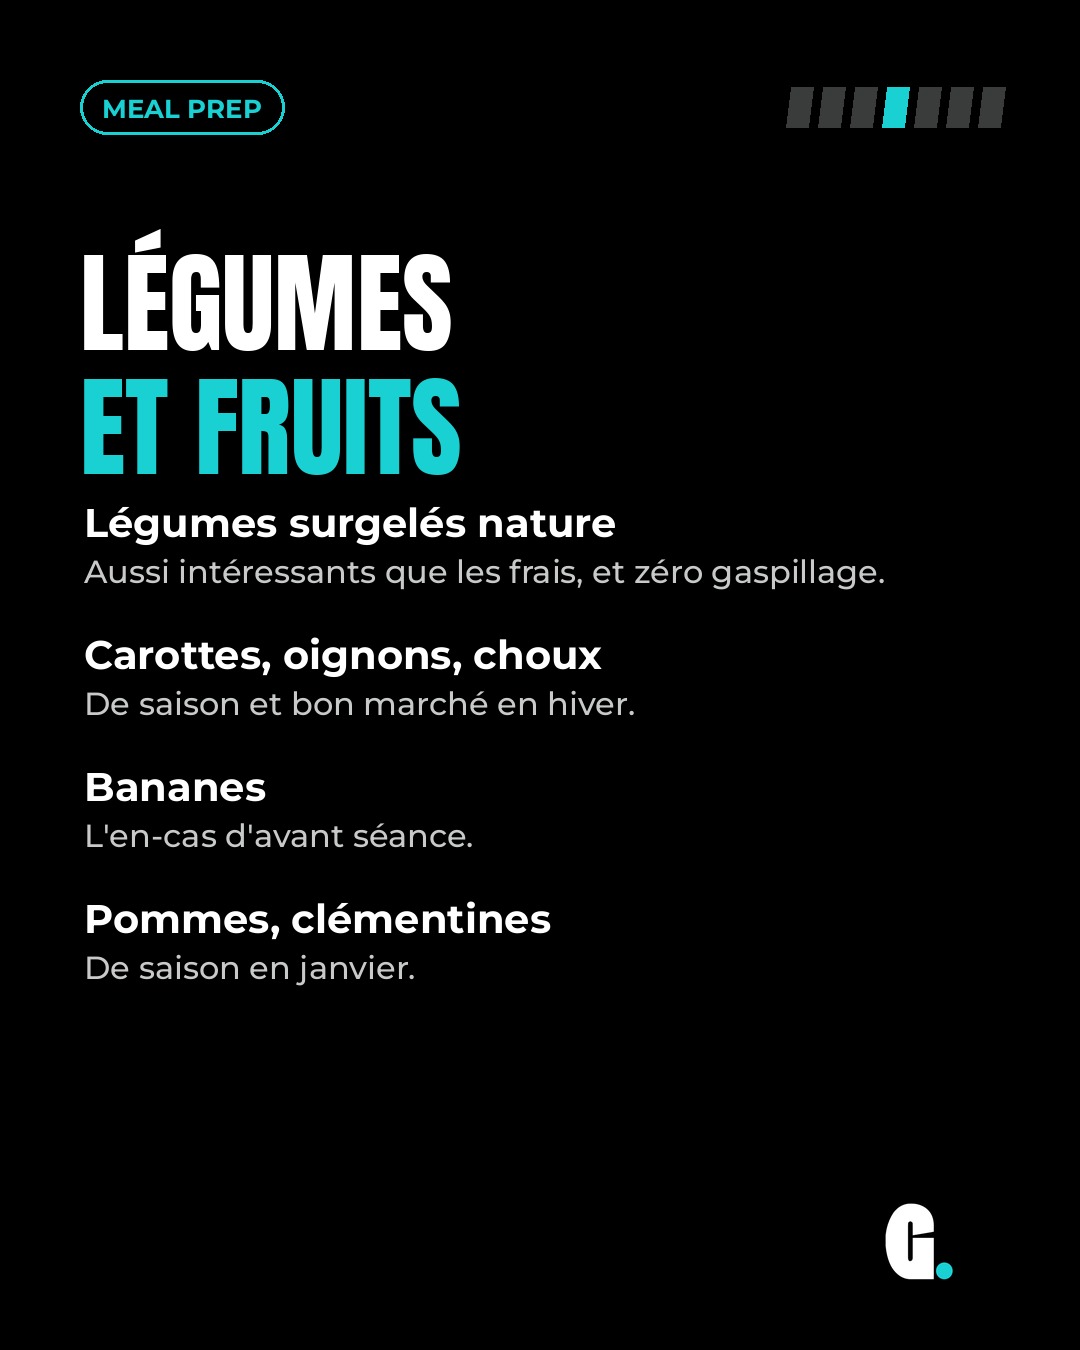 MEAL PREP
LÉGUMES
ET FRUITS
Légumes surgelés nature
Aussi intéressants que les frais, et zéro gaspillage.
Carottes, oignons, choux
De saison et bon marché en hiver.
Bananes
L'en-cas d'avant séance.
Pommes, clémentines
De saison en janvier.
G.